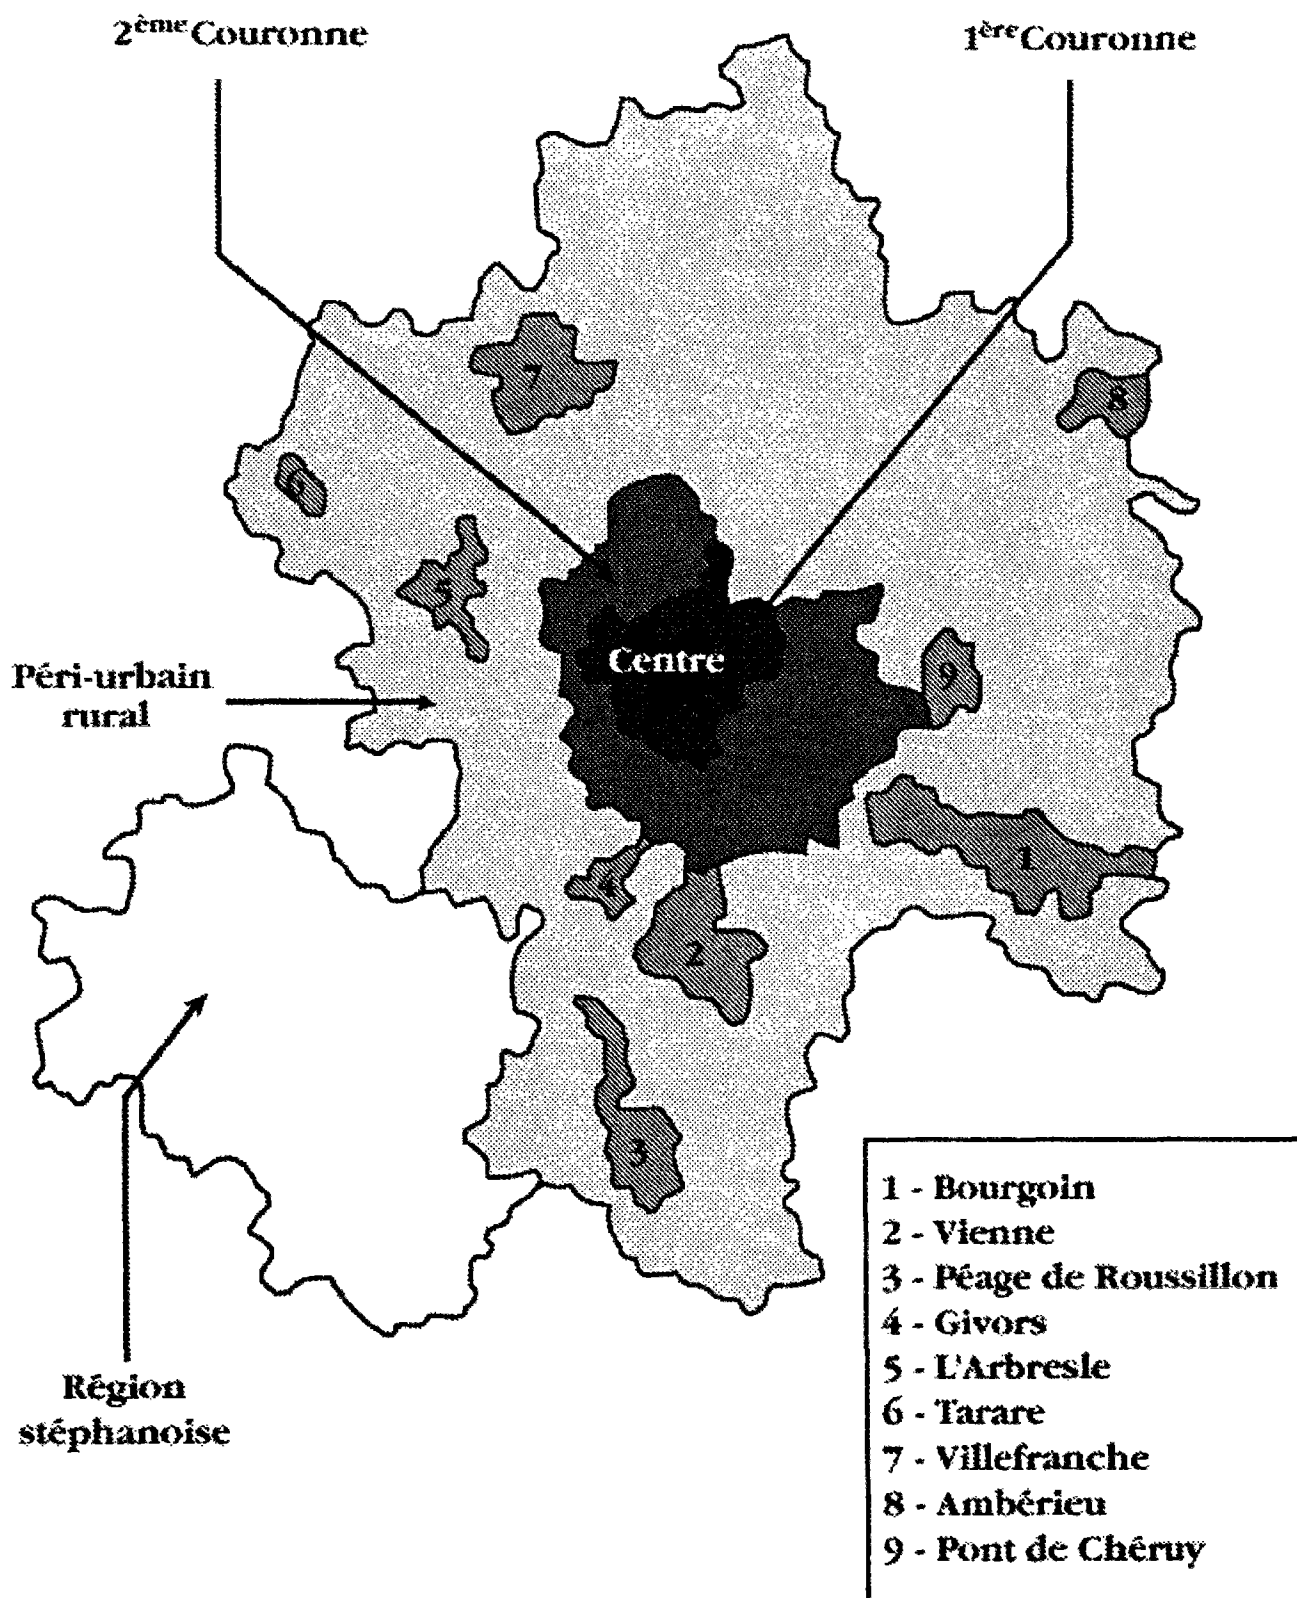 2ème Couronne
1ère Couronne
7
8
6
5
Centre
9
Péri-urbain
rural
1
4
2
3
1 - Bourgoin
2 - Vienne
3 - Péage de Roussillon
4 - Givors
5 - L'Arbresle
6 - Tarare
7 - Villefranche
8 - Ambérieu
9 - Pont de Chéruy
Région
stéphanoise